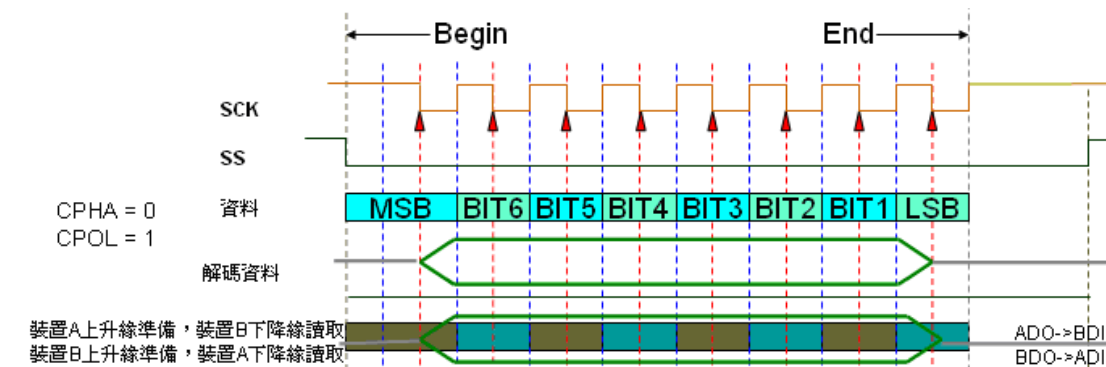 Begin End
SCK
SS
CPHA = 0 資料 MSB BIT6 BIT5 BIT4 BIT3 BIT2 BIT1 LSB
CPOL = 1
解碼資料
裝置A上升緣準備，裝置B下降緣讀取 ADO->BDI
裝置B上升緣準備，裝置A下降緣讀取 BDO->ADI